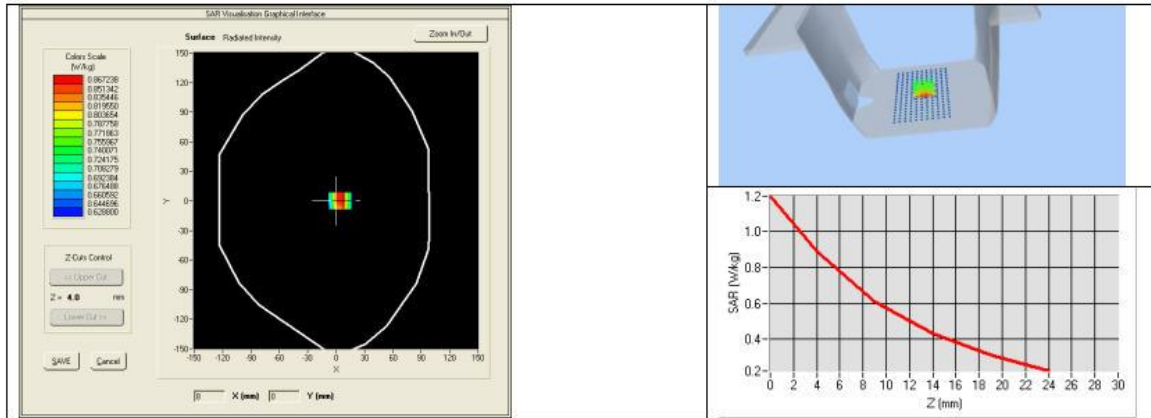 SAR Visualisation Graphical Interface
Surface Radiated Intensity
Zoom In/Out
Colors Scale
(W/kg)
0.867238
0.851342
0.835446
0.819550
0.803654
0.787758
0.771863
0.755967
0.740071
0.724175
0.708279
0.692384
0.676488
0.660592
0.644696
0.628800
Z-Cuts Control
<< Upper Cut
Z = 4.0 mm
Lower Cut >>
SAVE Cancel
150-
120-
90-
60-
30-
0-
-30-
-60-
-90-
-120-
-150-
Y
-150 -120 -90 -60 -30 0 30 60 90 120 150
X
0 X (mm) 0 Y (mm)
1.2-
1.0-
0.8-
0.6-
0.4-
0.2-
SAR (W/kg)
0 2 4 6 8 10 12 14 16 18 20 22 24 26 28 30
Z (mm)